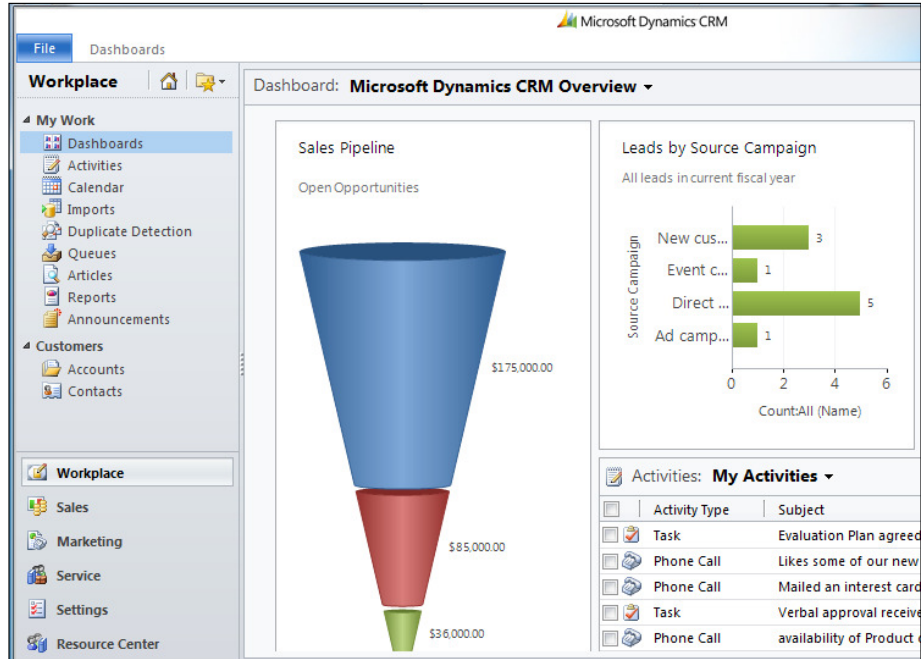 Microsoft Dynamics CRM
File Dashboards
Workplace
Dashboard: Microsoft Dynamics CRM Overview
My Work
Dashboards
Activities
Calendar
Imports
Duplicate Detection
Queues
Articles
Reports
Announcements
Customers
Accounts
Contacts
Workplace
Sales
Marketing
Service
Settings
Resource Center
Sales Pipeline
Open Opportunities
$175,000.00
$85,000.00
$36,000.00
Leads by Source Campaign
All leads in current fiscal year
Source Campaign
New cus... 3
Event c... 1
Direct ... 5
Ad camp... 1
0 2 4 6
Count:All (Name)
Activities: My Activities
Activity Type Subject
Task Evaluation Plan agreed
Phone Call Likes some of our new
Phone Call Mailed an interest card
Task Verbal approval receive
Phone Call availability of Product